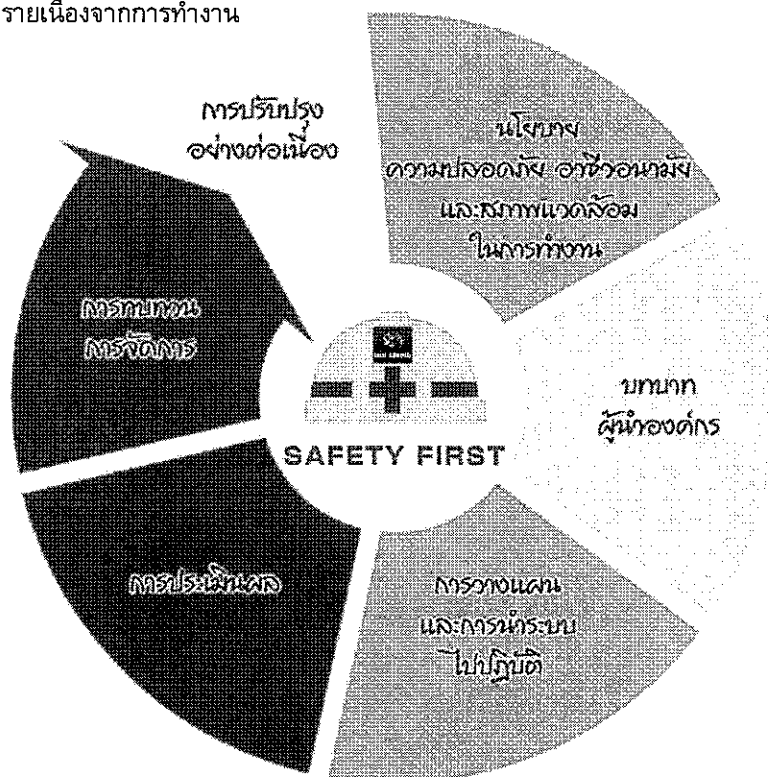 รายเนื่องจากการทำงาน
การปรับปรุง
อย่างต่อเนื่อง
นโยบาย
ความปลอดภัย อาชีวอนามัย
และสภาพแวดล้อม
ในการทำงาน
บทบาท
ผู้นำองค์กร
การวางแผน
และการนำระบบ
ไปปฏิบัติ
การประเมินผล
การทบทวน
การจัดการ
SAFETY FIRST